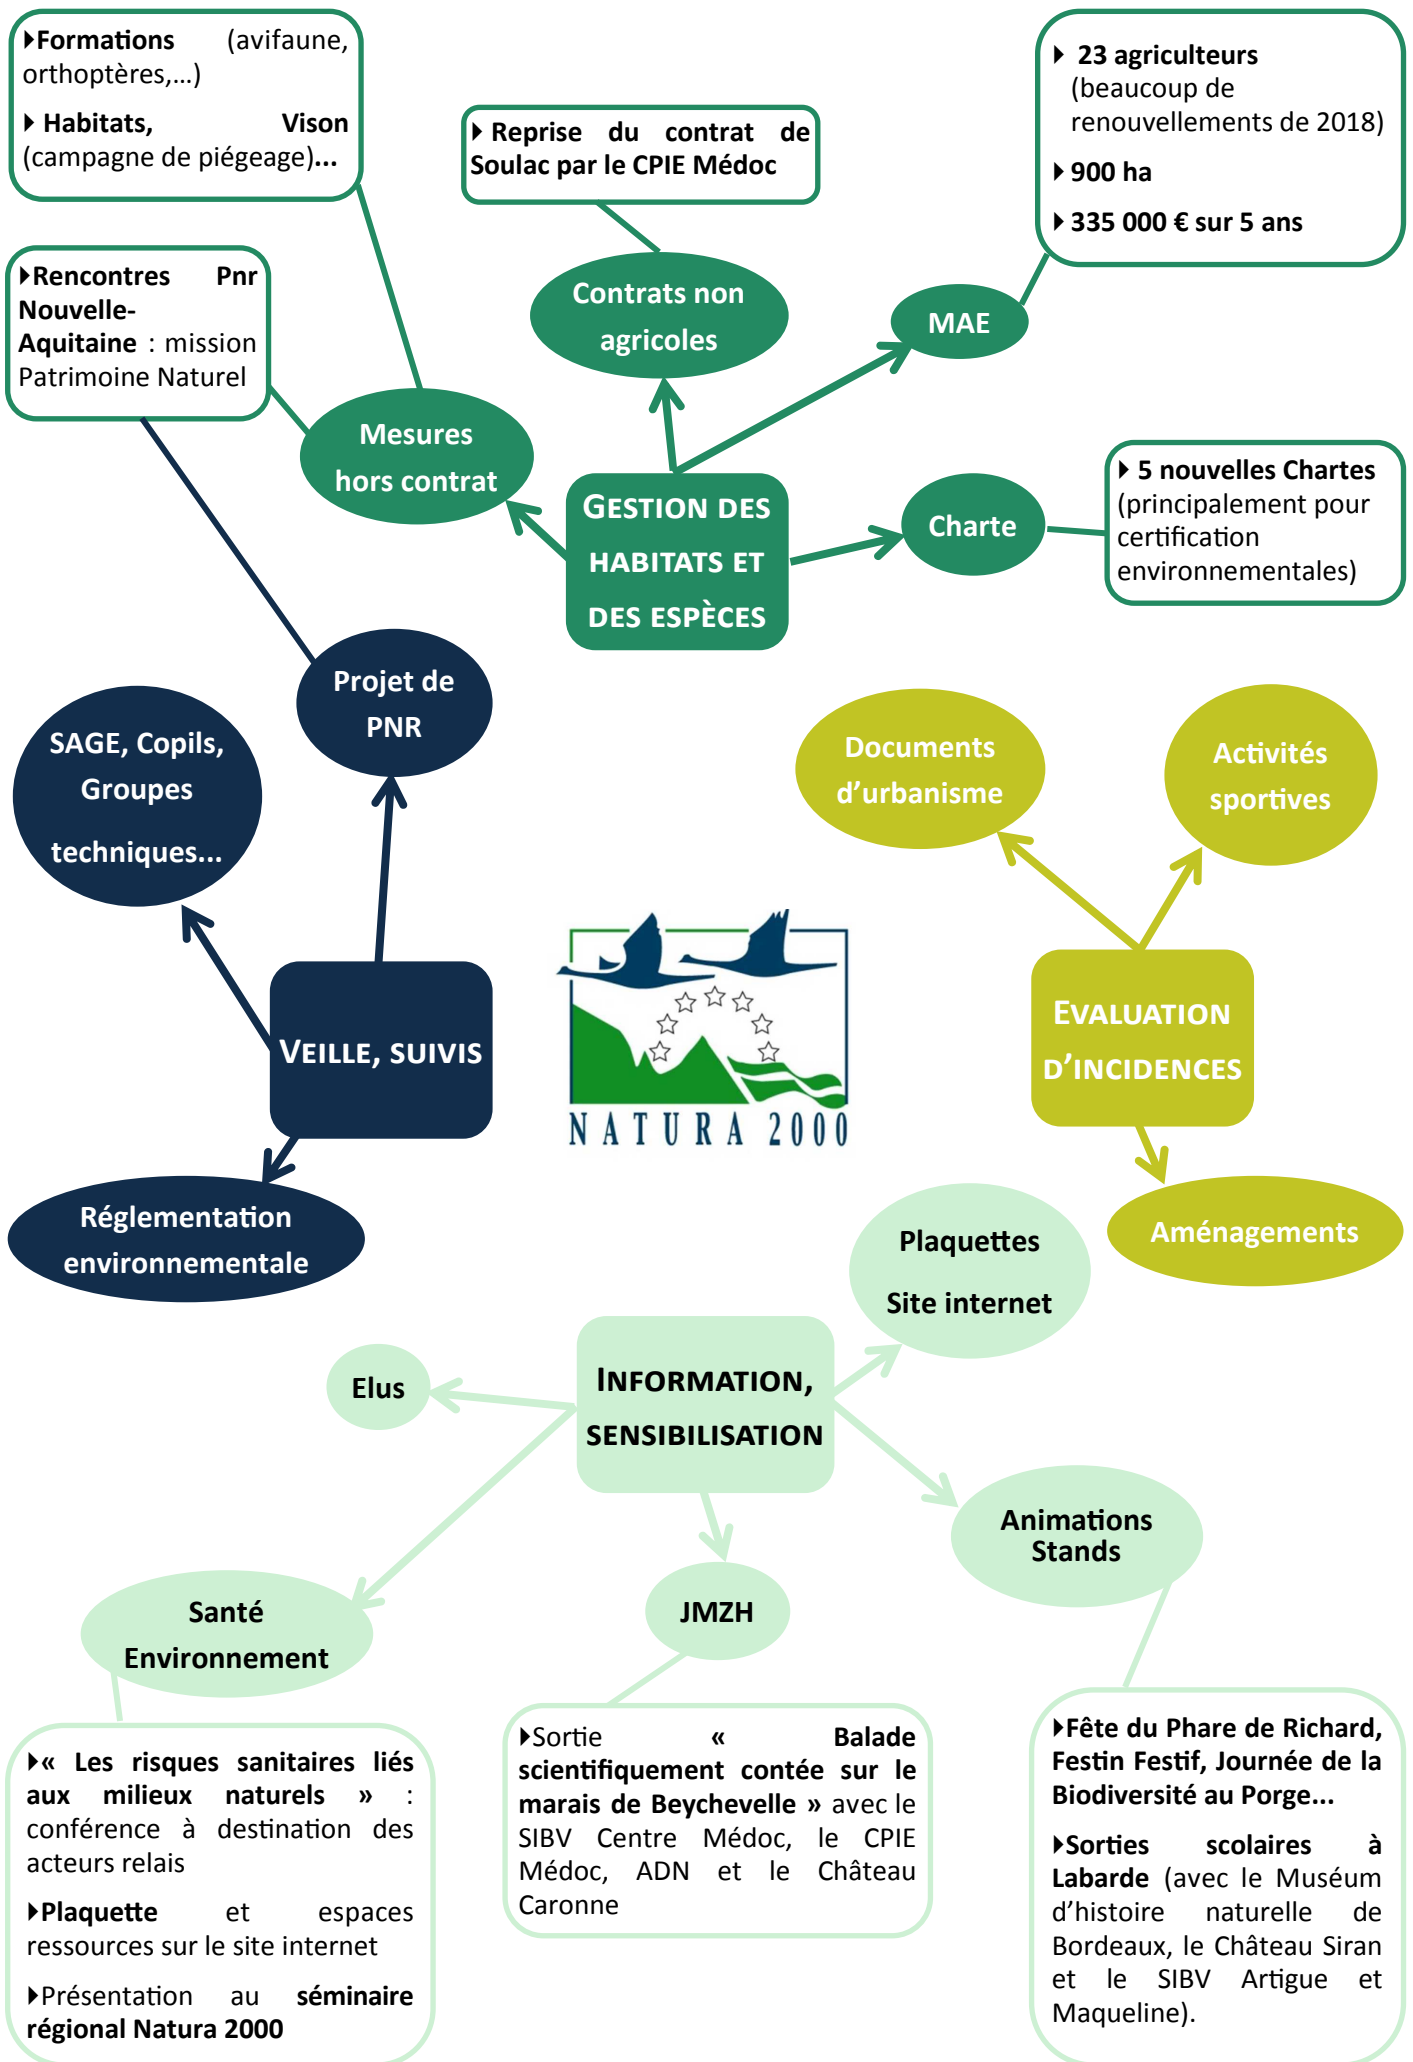 ▶Formations (avifaune,
orthoptères,…)
▶ Habitats, Vison
(campagne de piégeage)...
▶ Reprise du contrat de
Soulac par le CPIE Médoc
▶ 23 agriculteurs
(beaucoup de
renouvellements de 2018)
▶ 900 ha
▶ 335 000 € sur 5 ans
▶Rencontres Pnr
Nouvelle-
Aquitaine : mission
Patrimoine Naturel
Contrats non
agricoles
MAE
Mesures
hors contrat
GESTION DES
HABITATS ET
DES ESPÈCES
Charte
▶ 5 nouvelles Chartes
(principalement pour
certification
environnementales)
Projet de
PNR
SAGE, Copils,
Groupes
techniques...
Documents
d’urbanisme
Activités
sportives
VEILLE, SUIVIS
NATURA 2000
EVALUATION
D’INCIDENCES
Réglementation
environnementale
Aménagements
Plaquettes
Site internet
Elus
INFORMATION,
SENSIBILISATION
Animations
Stands
Santé
Environnement
JMZH
▶« Les risques sanitaires liés
aux milieux naturels » :
conférence à destination des
acteurs relais
▶Plaquette et espaces
ressources sur le site internet
▶Présentation au séminaire
régional Natura 2000
▶Sortie « Balade
scientifiquement contée sur le
marais de Beychevelle » avec le
SIBV Centre Médoc, le CPIE
Médoc, ADN et le Château
Caronne
▶Fête du Phare de Richard,
Festin Festif, Journée de la
Biodiversité au Porge...
▶Sorties scolaires à
Labarde (avec le Muséum
d’histoire naturelle de
Bordeaux, le Château Siran
et le SIBV Artigue et
Maqueline).